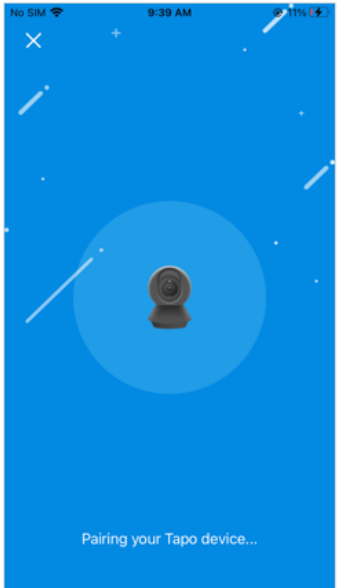 No SIM 9:39 AM 11%
Pairing your Tapo device...